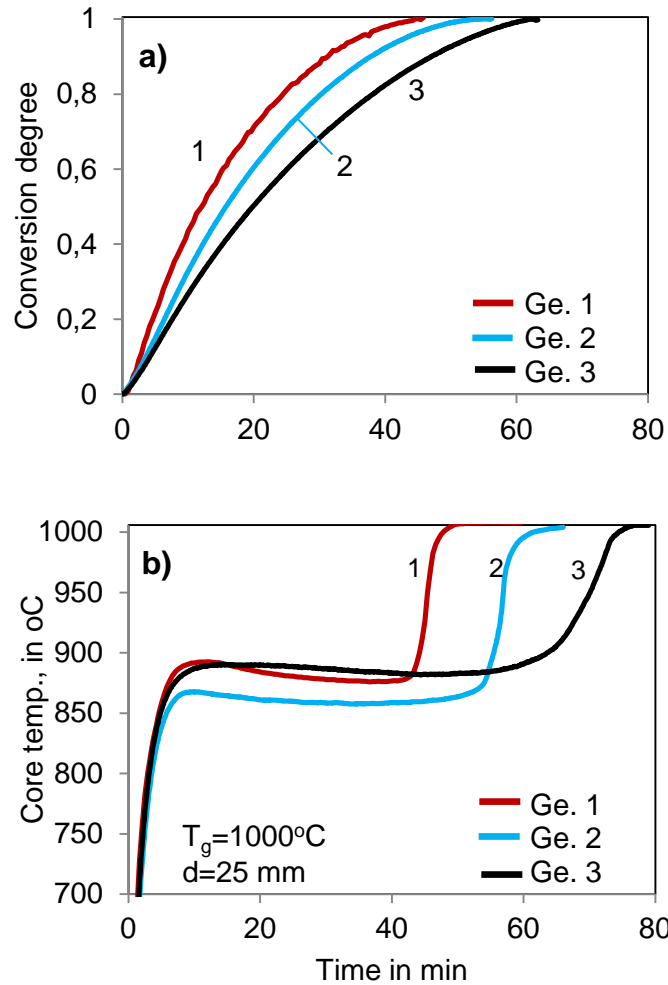 1
a)
0,8
3
0,6
1
2
0,4
Conversion degree
0,2
Ge. 1
Ge. 2
Ge. 3
0
0
20
40
60
80
1000
b)
1
2
3
950
900
850
Core temp., in oC
800
750
Tg=1000°C
d=25 mm
Ge. 1
Ge. 2
Ge. 3
700
0
20
40
60
80
Time in min